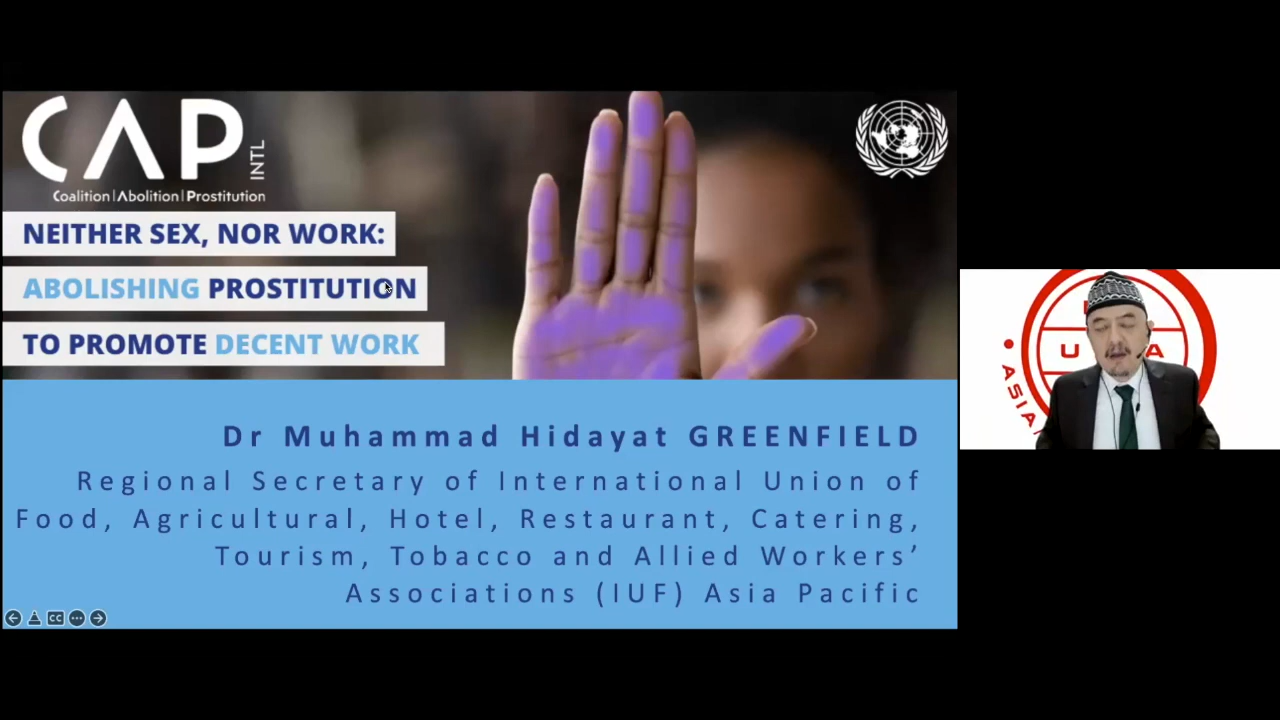 CAP INTL
Coalition|Abolition|Prostitution
NEITHER SEX, NOR WORK:
ABOLISHING PROSTITUTION
TO PROMOTE DECENT WORK
Dr Muhammad Hidayat GREENFIELD
Regional Secretary of International Union of
Food, Agricultural, Hotel, Restaurant, Catering,
Tourism, Tobacco and Allied Workers’
Associations (IUF) Asia Pacific
CC
U A
ASIA